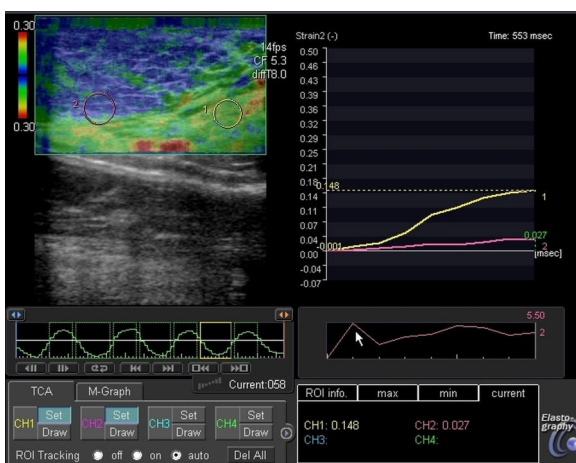 0.30
0.30
14fps
CF 5.3
diffT8.0
2
1
Strain2 (-)
Time: 553 msec
0.50
0.46
0.43
0.39
0.36
0.32
0.29
0.25
0.21
0.18
0.148
0.14
1
0.11
0.07
0.04
0.027
-0.001
2
0.00
[msec]
-0.04
-0.07
5.50
2
Current:058
TCA
M-Graph
CH1
Set
Draw
CH2
Set
Draw
CH3
Set
Draw
CH4
Set
Draw
ROI Tracking
off
on
auto
Del All
ROI info.
max
min
current
CH1: 0.148
CH2: 0.027
CH3:
CH4:
Elasto-
graphy